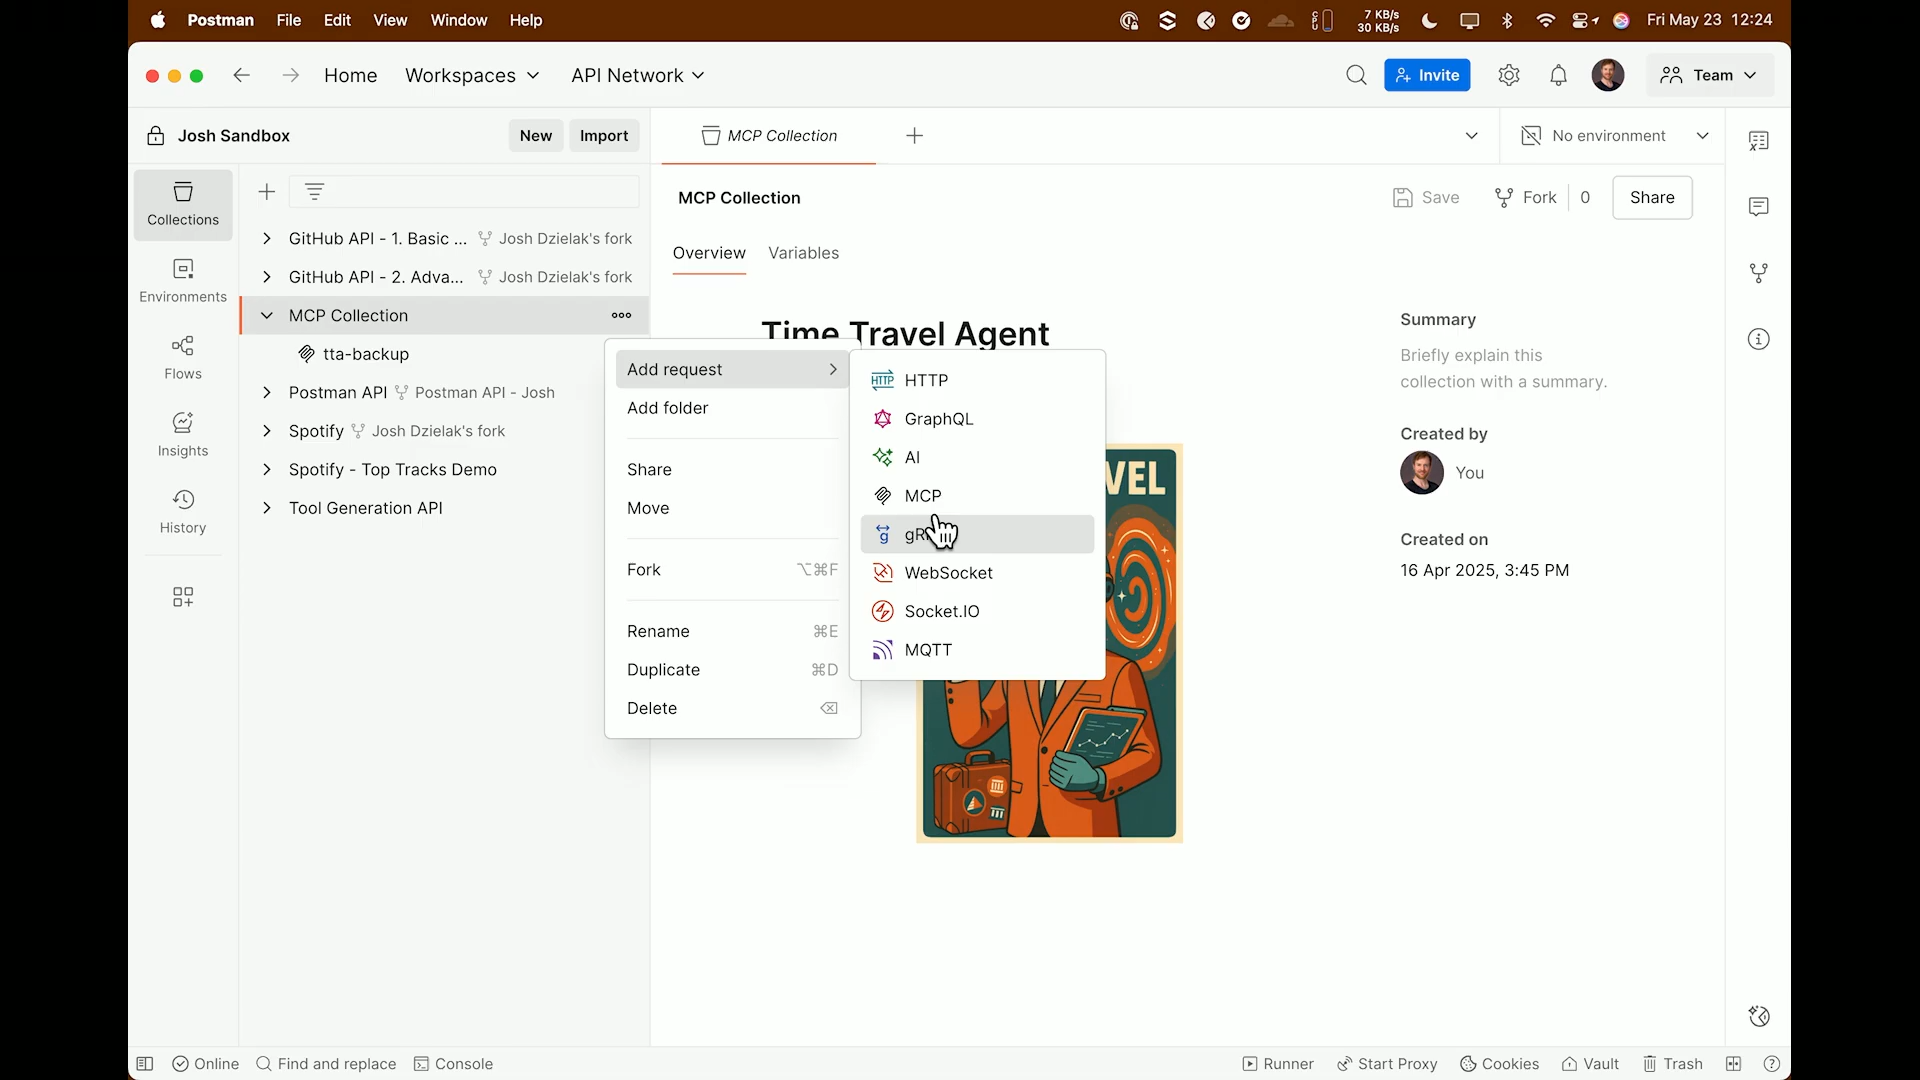 Postman File Edit View Window Help
CPU
7 KB/s
30 KB/s
Fri May 23 12:24
Home Workspaces API Network
Invite
Team
Josh Sandbox
New Import
MCP Collection
No environment
Collections
Environments
Flows
Insights
History
GitHub API - 1. Basic ... Josh Dzielak's fork
GitHub API - 2. Adva... Josh Dzielak's fork
MCP Collection
tta-backup
Postman API Postman API - Josh
Spotify Josh Dzielak's fork
Spotify - Top Tracks Demo
Tool Generation API
MCP Collection
Save Fork 0 Share
Overview Variables
Time Travel Agent
Add request
Add folder
Share
Move
Fork ⌥⌘F
Rename ⌘E
Duplicate ⌘D
Delete ⌫
HTTP HTTP
GraphQL
AI
MCP
WebSocket
Socket.IO
MQTT
VEL
Summary
Briefly explain this
collection with a summary.
Created by
You
Created on
16 Apr 2025, 3:45 PM
Online Find and replace Console
Runner Start Proxy Cookies Vault Trash